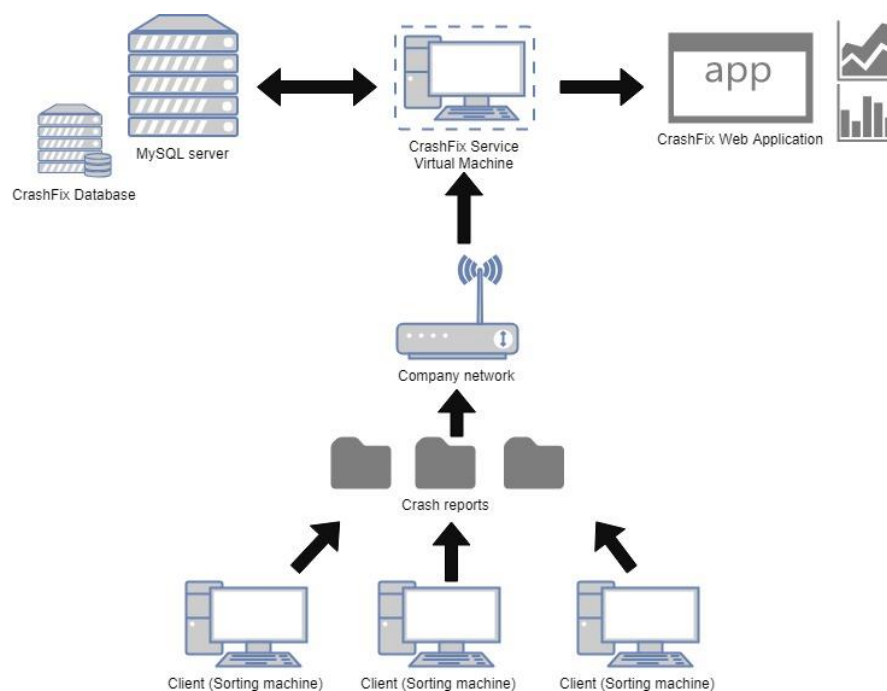 app
MySQL server
CrashFix Service
Virtual Machine
CrashFix Web Application
CrashFix Database
Company network
Crash reports
Client (Sorting machine)
Client (Sorting machine)
Client (Sorting machine)